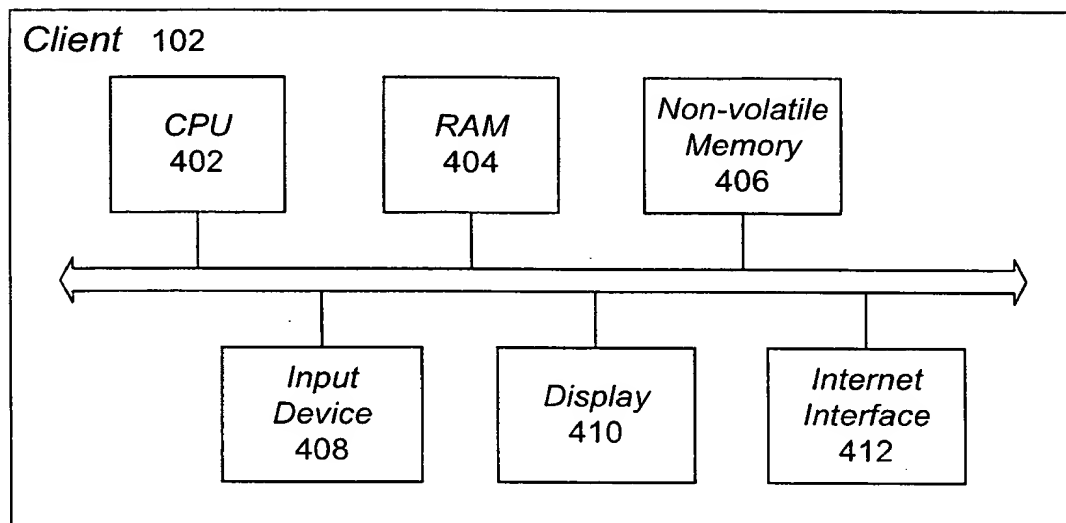 Client 102
CPU
402
RAM
404
Non-volatile
Memory
406
Input
Device
408
Display
410
Internet
Interface
412